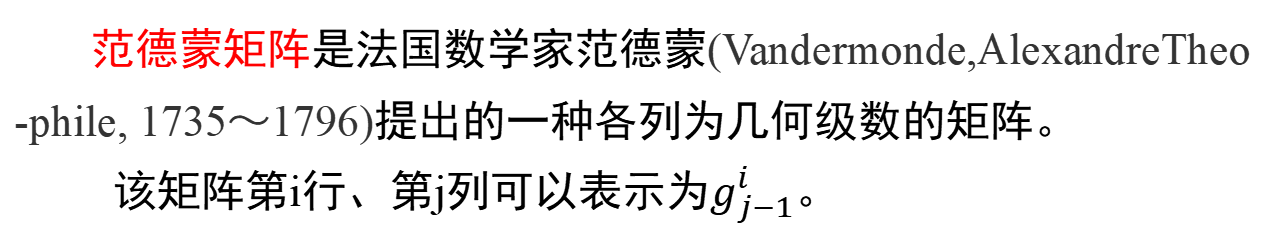 范德蒙矩阵是法国数学家范德蒙(Vandermonde,AlexandreTheo
-phile, 1735～1796)提出的一种各列为几何级数的矩阵。
该矩阵第i行、第j列可以表示为$g_{j-1}^{i}$。